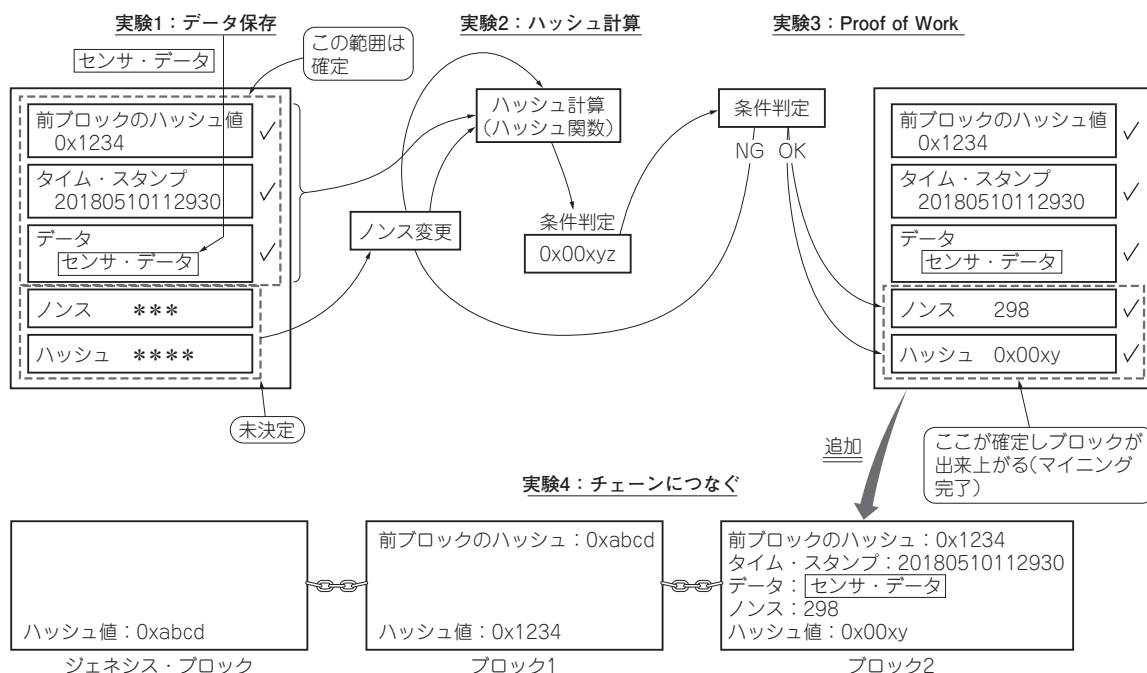 実験1：データ保存
センサ・データ
この範囲は
確定
前ブロックのハッシュ値
0x1234
タイム・スタンプ
20180510112930
データ
センサ・データ
ノンス ＊＊＊
ハッシュ ＊＊＊＊
未決定
実験2：ハッシュ計算
ハッシュ計算
(ハッシュ関数)
ノンス変更
条件判定
0x00xyz
実験3：Proof of Work
条件判定
NG OK
前ブロックのハッシュ値
0x1234
タイム・スタンプ
20180510112930
データ
センサ・データ
ノンス 298
ハッシュ 0x00xy
ここが確定しブロックが
出来上がる(マイニング
完了)
追加
実験4：チェーンにつなぐ
ハッシュ値：0xabcd
ジェネシス・ブロック
前ブロックのハッシュ：0xabcd
ハッシュ値：0x1234
ブロック1
前ブロックのハッシュ：0x1234
タイム・スタンプ：20180510112930
データ：センサ・データ
ノンス：298
ハッシュ値：0x00xy
ブロック2